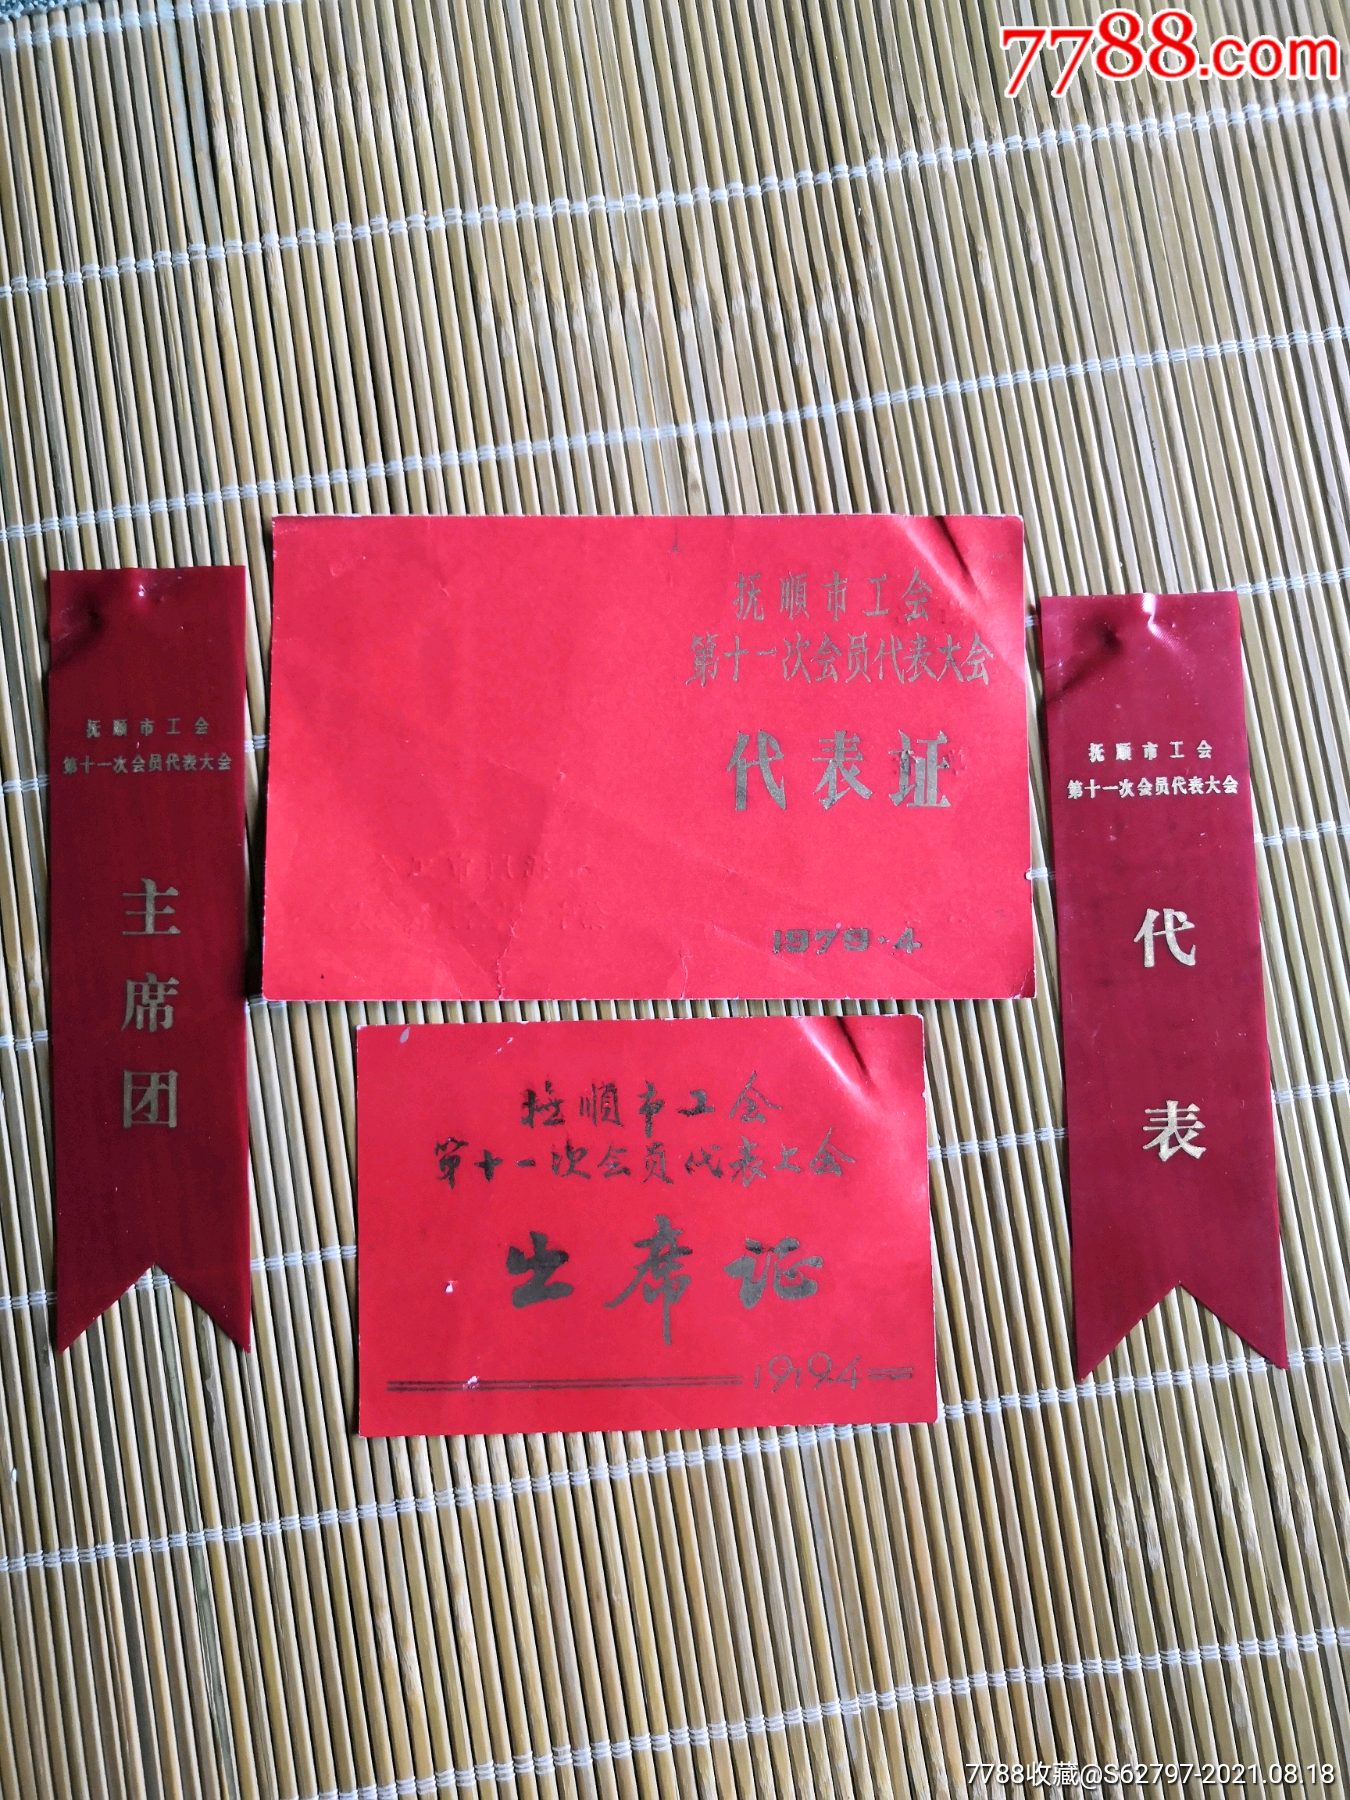 7788.com
抚顺市工会
第十一次会员代表大会
代表证
1979·4
抚顺市工会
第十一次会员代表大会
主席团
抚顺市工会
第十一次会员代表大会
代表
抚順市工会
第十一次会员代表大会
出席证
1979.4
7788收藏@S62797-2021.08.18